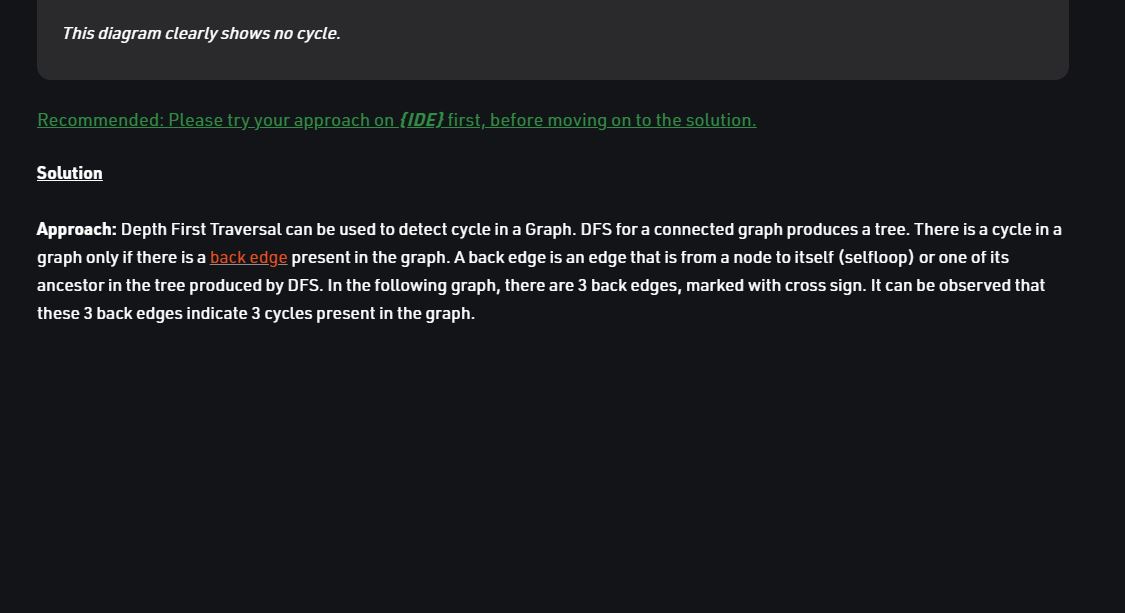 This diagram clearly shows no cycle.
Recommended: Please try your approach on {IDE} first, before moving on to the solution.
Solution
Approach: Depth First Traversal can be used to detect cycle in a Graph. DFS for a connected graph produces a tree. There is a cycle in a
graph only if there is a back edge present in the graph. A back edge is an edge that is from a node to itself (selfloop) or one of its
ancestor in the tree produced by DFS. In the following graph, there are 3 back edges, marked with cross sign. It can be observed that
these 3 back edges indicate 3 cycles present in the graph.